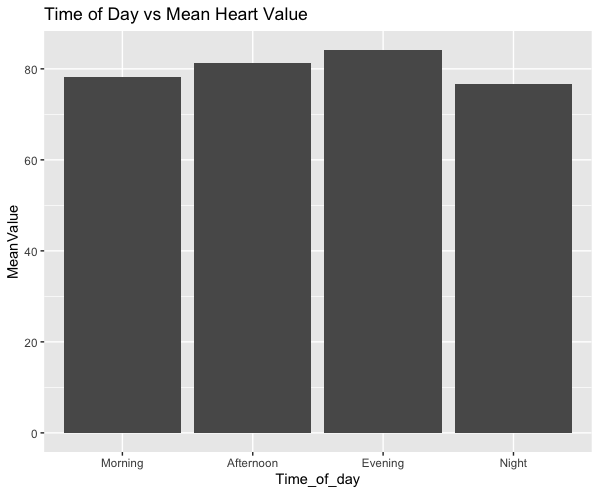 Time of Day vs Mean Heart Value
MeanValue
80
60
40
20
0
Morning Afternoon Evening Night
Time_of_day